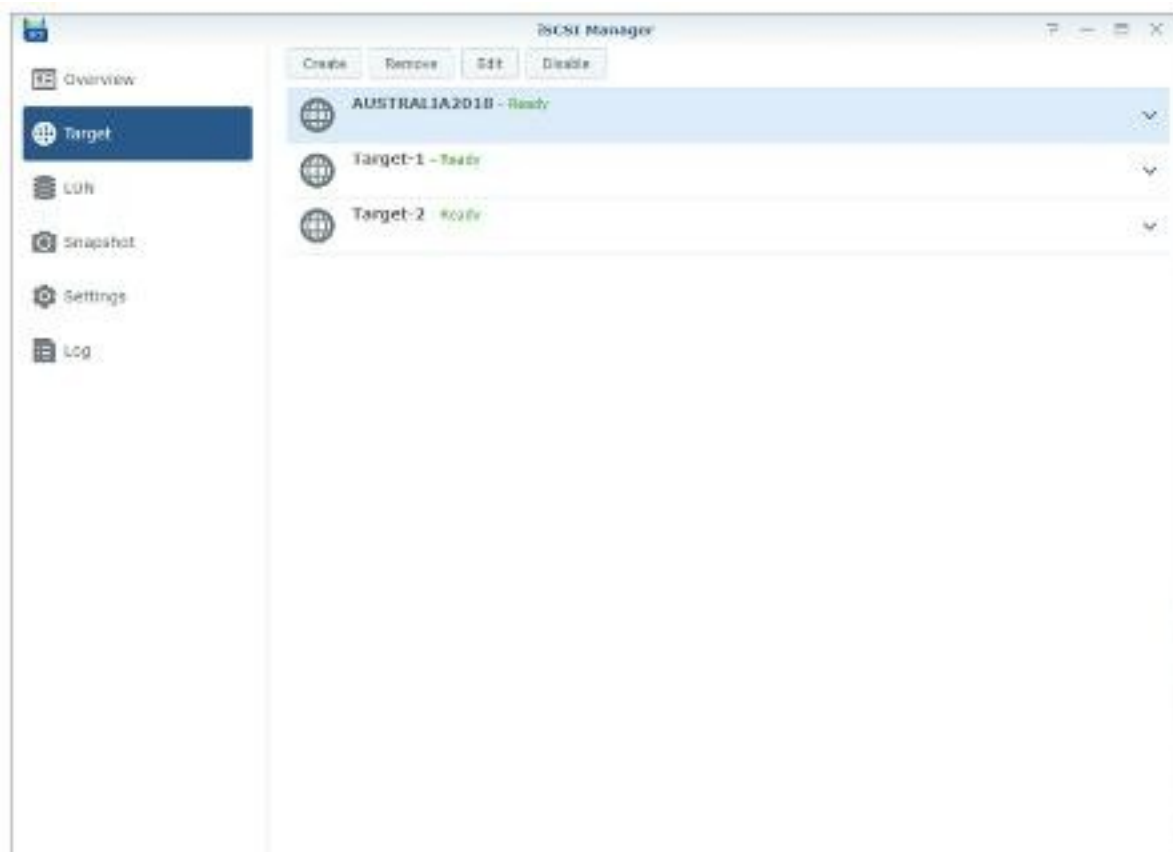 iSCSI Manager
Create Remove Edit Disable
Overview
Target
LUN
Snapshot
Settings
Log
AUSTRALIA2018 - Ready
Target-1 - Ready
Target-2 - Ready